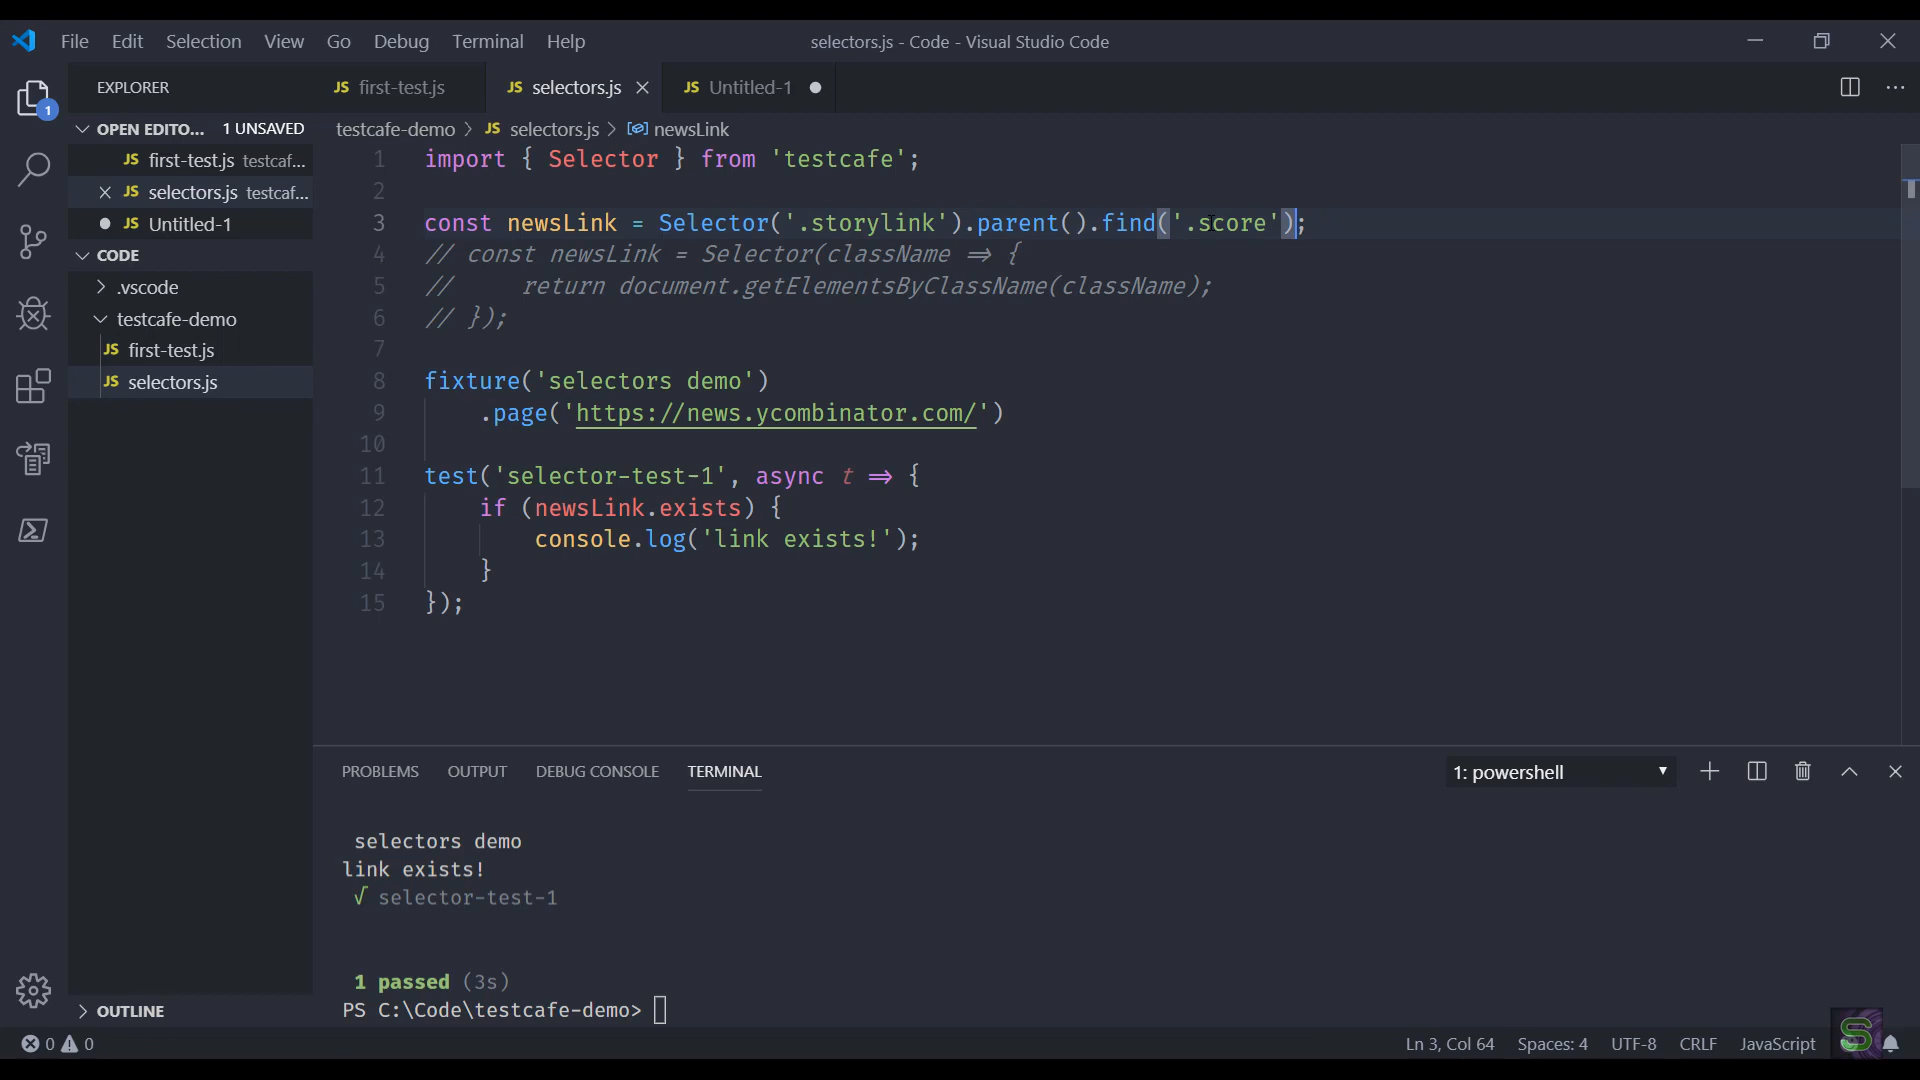 File Edit Selection View Go Debug Terminal Help
selectors.js - Code - Visual Studio Code
1
EXPLORER
OPEN EDITO... 1 UNSAVED
JS first-test.js testcaf...
JS selectors.js testcaf...
JS Untitled-1
CODE
.vscode
testcafe-demo
JS first-test.js
JS selectors.js
OUTLINE
JS first-test.js
JS selectors.js
JS Untitled-1
testcafe-demo > JS selectors.js > newsLink
1 import { Selector } from 'testcafe';
2
3 const newsLink = Selector('.storylink').parent().find('.score');
4 // const newsLink = Selector(className => {
5 //     return document.getElementsByClassName(className);
6 // });
7
8 fixture('selectors demo')
9     .page('https://news.ycombinator.com/')
10
11 test('selector-test-1', async t => {
12     if (newsLink.exists) {
13         console.log('link exists!');
14     }
15 });
PROBLEMS OUTPUT DEBUG CONSOLE TERMINAL
1: powershell
selectors demo
link exists!
√ selector-test-1
1 passed (3s)
PS C:\Code\testcafe-demo>
0 0
Ln 3, Col 64 Spaces: 4 UTF-8 CRLF JavaScript
S